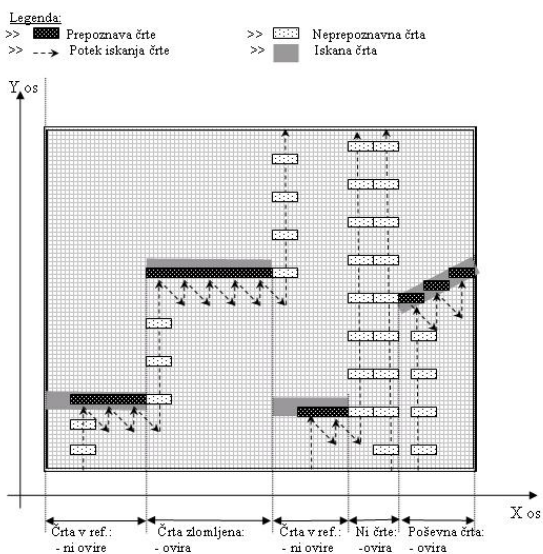 Legenda:
>> Prepoznava črte >> Neprepoznavna črta
>> Potek iskanja črte >> Iskana črta
Y os
X os
Črta v ref.:
- ni ovire
Črta zlomljena:
- ovira
Črta v ref.:
- ni ovire
Ni črte:
-ovira
Poševna črta:
- ovira